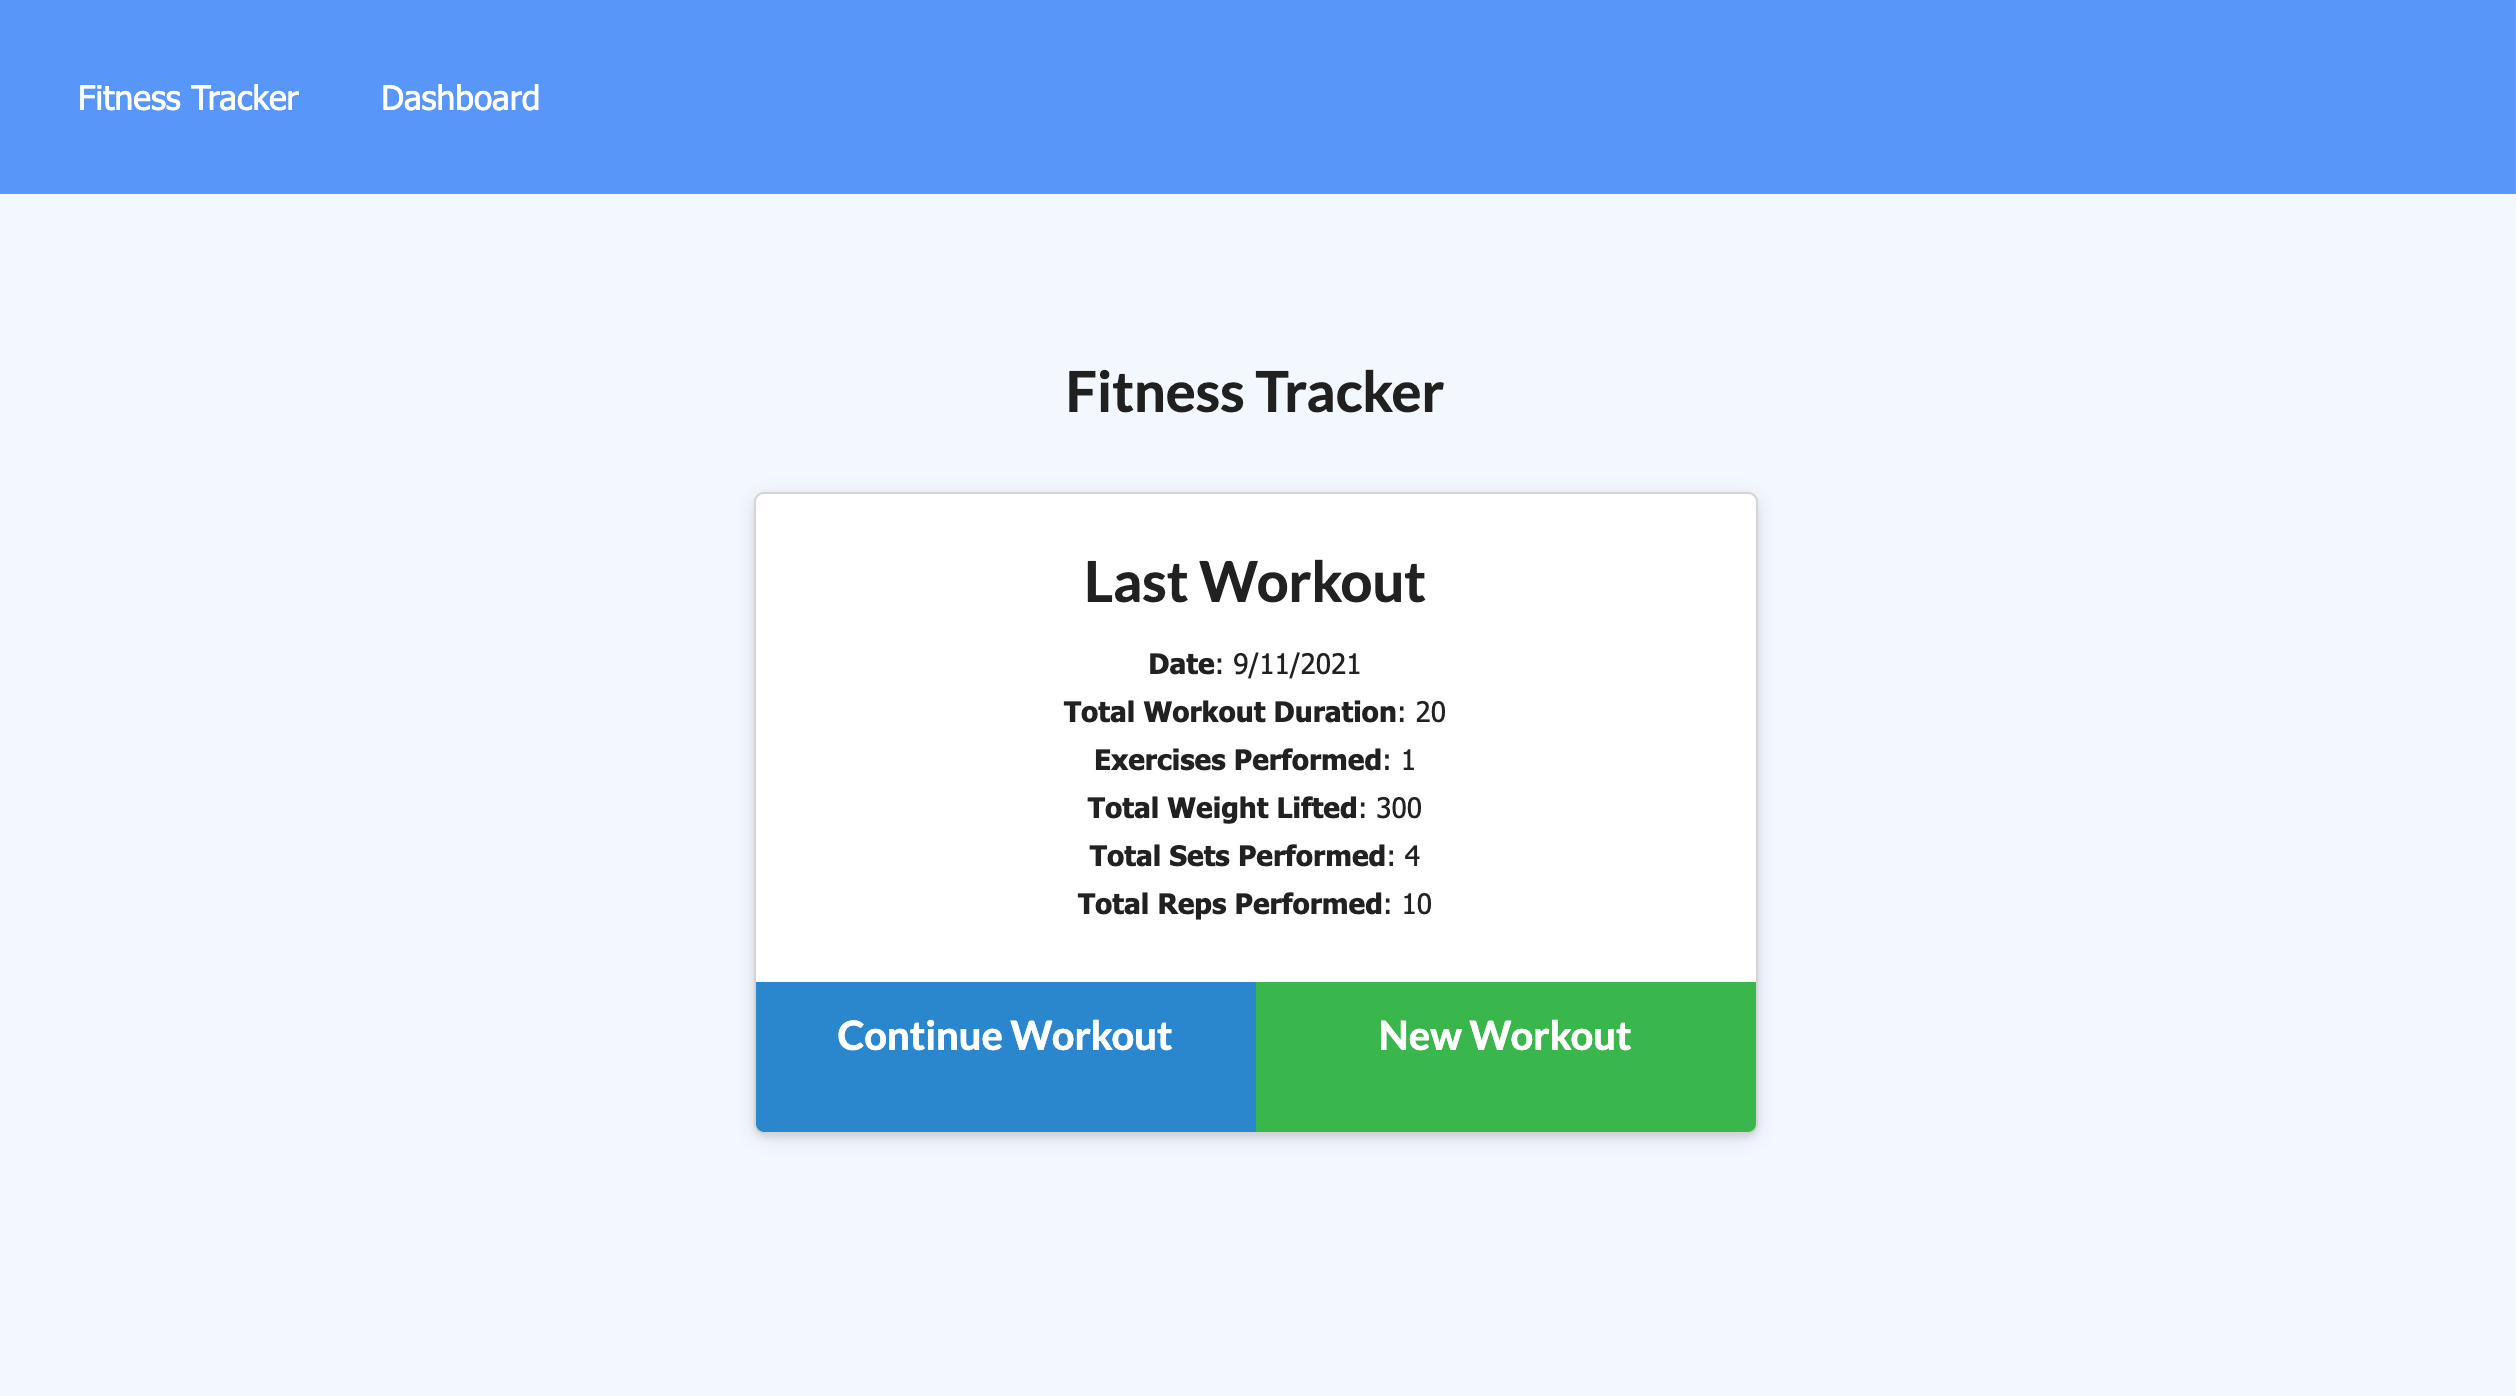 Fitness Tracker Dashboard
Fitness Tracker
Last Workout
Date: 9/11/2021
Total Workout Duration: 20
Exercises Performed: 1
Total Weight Lifted: 300
Total Sets Performed: 4
Total Reps Performed: 10
Continue Workout New Workout